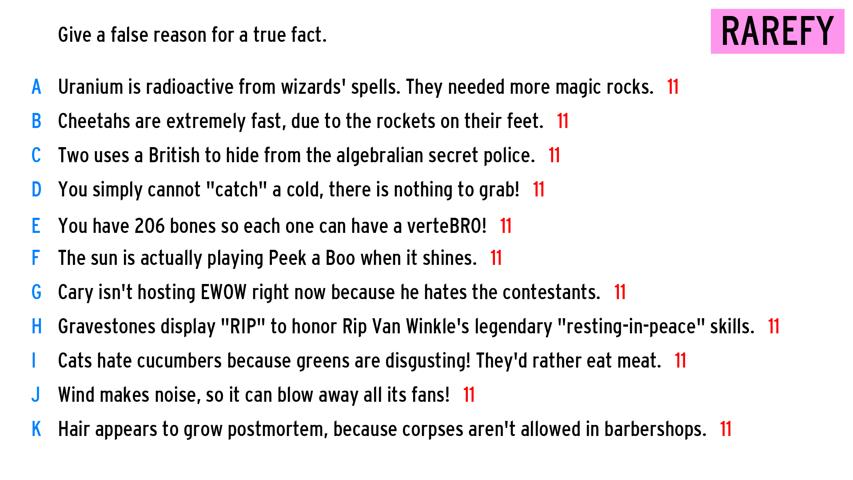 Give a false reason for a true fact.
RAREFY
A Uranium is radioactive from wizards' spells. They needed more magic rocks. 11
B Cheetahs are extremely fast, due to the rockets on their feet. 11
C Two uses a British to hide from the algebralian secret police. 11
D You simply cannot "catch" a cold, there is nothing to grab! 11
E You have 206 bones so each one can have a verteBRO! 11
F The sun is actually playing Peek a Boo when it shines. 11
G Cary isn't hosting EWOW right now because he hates the contestants. 11
H Gravestones display "RIP" to honor Rip Van Winkle's legendary "resting-in-peace" skills. 11
I Cats hate cucumbers because greens are disgusting! They'd rather eat meat. 11
J Wind makes noise, so it can blow away all its fans! 11
K Hair appears to grow postmortem, because corpses aren't allowed in barbershops. 11